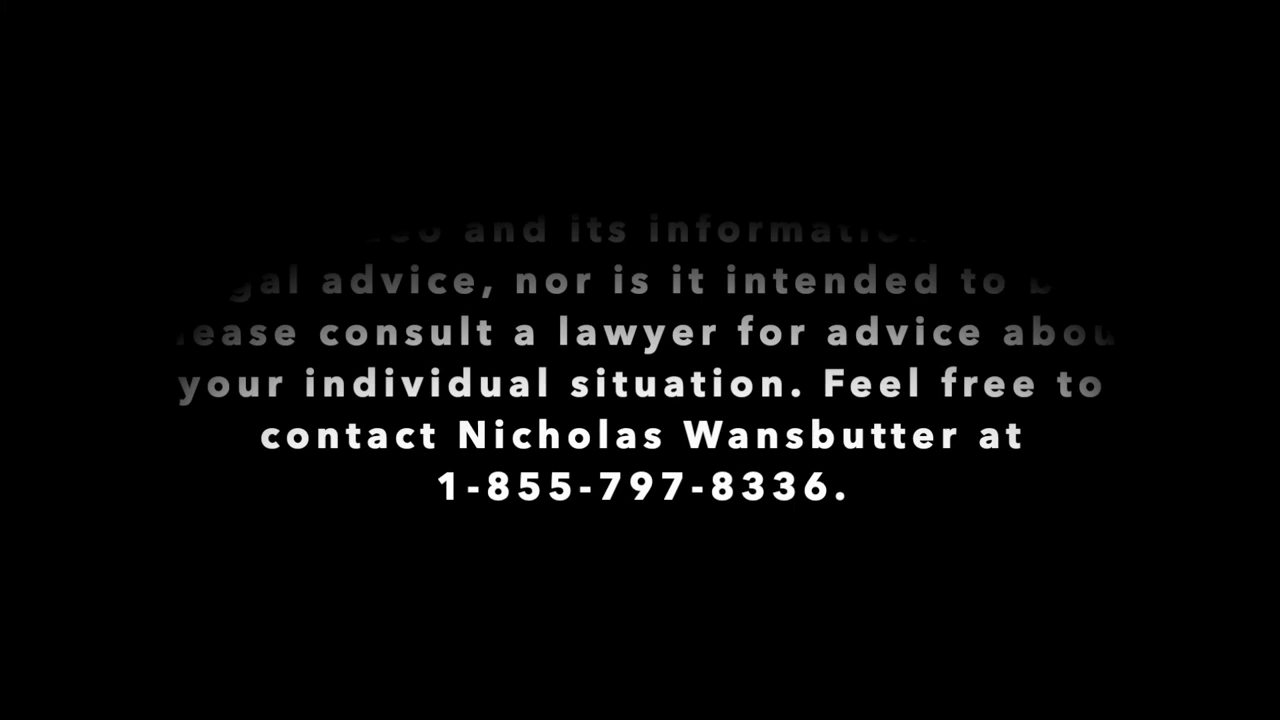 and its
advice, nor is it intended to
consult a lawyer for advice
your individual situation. Feel free to
contact Nicholas Wansbutter at
1-855-797-8336.